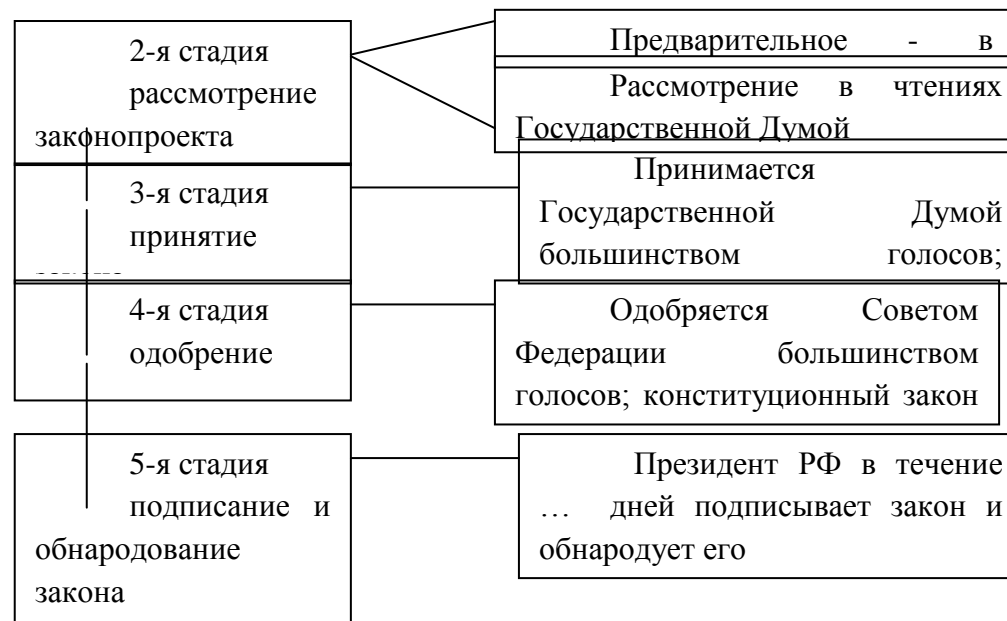 2-я стадия
рассмотрение
законопроекта
Предварительное - в
Рассмотрение в чтениях
Государственной Думой
3-я стадия
принятие
Принимается
Государственной Думой
большинством голосов;
4-я стадия
одобрение
Одобряется Советом
Федерации большинством
голосов; конституционный закон
5-я стадия
подписание и
обнародование
закона
Президент РФ в течение
… дней подписывает закон и
обнародует его